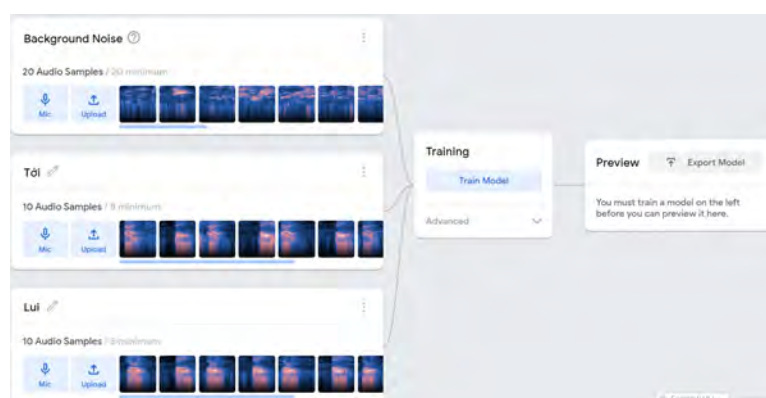 Background Noise
20 Audio Samples / 20 minimum
Mic
Upload
Tới
10 Audio Samples / 8 minimum
Mic
Upload
Lui
10 Audio Samples / 8 minimum
Mic
Upload
Training
Train Model
Advanced
Preview
Export Model
You must train a model on the left
before you can preview it here.